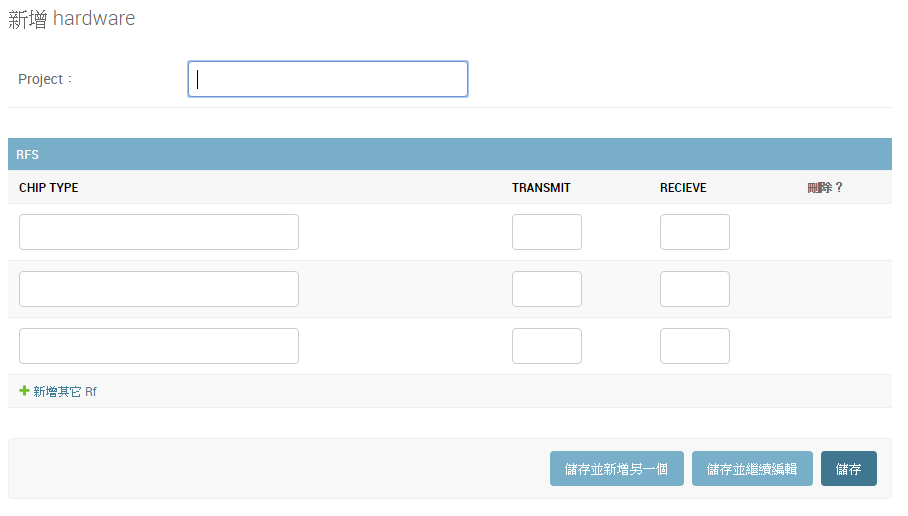 新增 hardware
Project：
RFS
CHIP TYPE TRANSMIT RECIEVE 刪除？
新增其它 Rf
儲存並新增另一個 儲存並繼續編輯 儲存